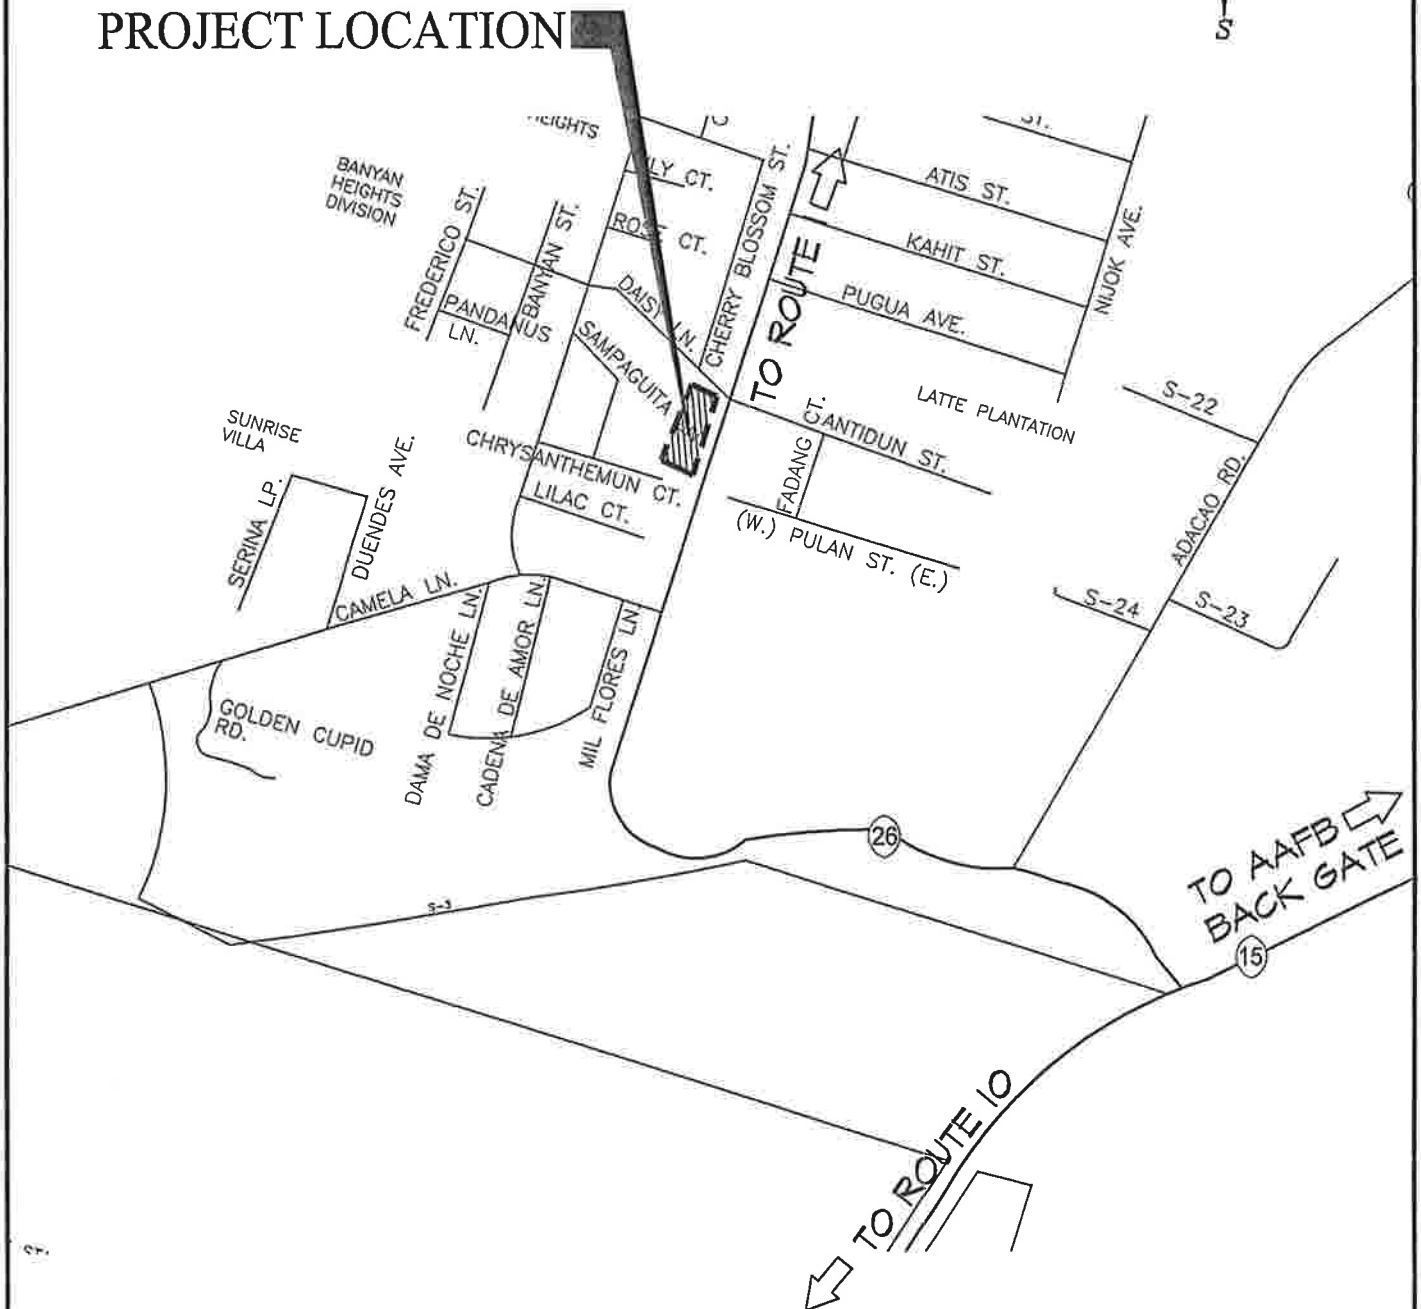 S
PROJECT LOCATION
HEIGHTS
ST.
BANYAN
HEIGHTS
DIVISION
LY CT.
ATIS ST.
FREDERICO ST.
BANYAN ST.
ROSE CT.
CHERRY BLOSSOM ST.
TO ROUTE 1
KAHIT ST.
NIJOK AVE.
DAISY LN.
PUGUA AVE.
PANDANUS
LN.
SAMPAGUITA
LATTE PLANTATION
S-22
SUNRISE
VILLA
CHRYSANTHEMUN CT.
CT.
ANTIDUN ST.
FADANG
DUENDES AVE.
SERINA LP.
LILAC CT.
(W.) PULAN ST. (E.)
ADACAO RD.
CAMELA LN.
S-24
S-23
DAMA DE NOCHE LN.
CADENA DE AMOR LN.
MIL FLORES LN.
GOLDEN CUPID
RD.
26
TO AAFB
BACK GATE
S-3
15
TO ROUTE 10
ST.